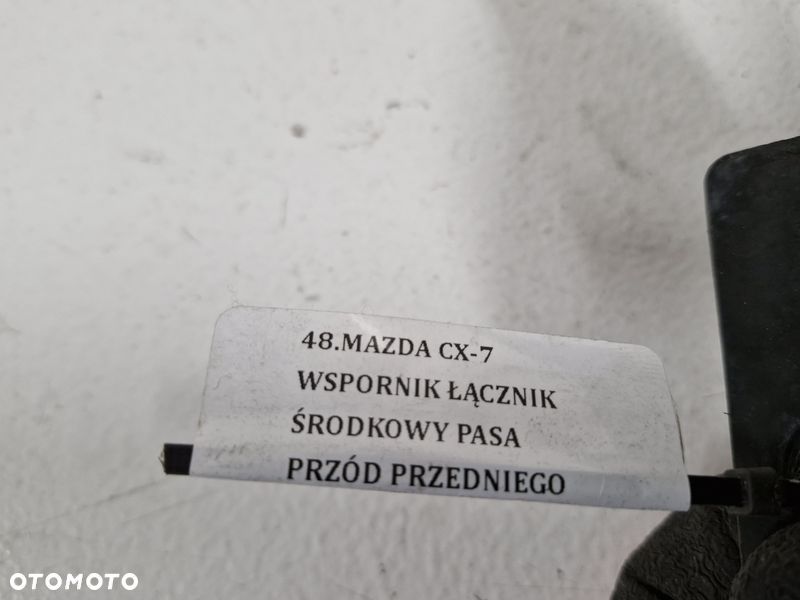 48.MAZDA CX-7
WSPORNIK ŁĄCZNIK
ŚRODKOWY PASA
PRZÓD PRZEDNIEGO
OTOMOTO